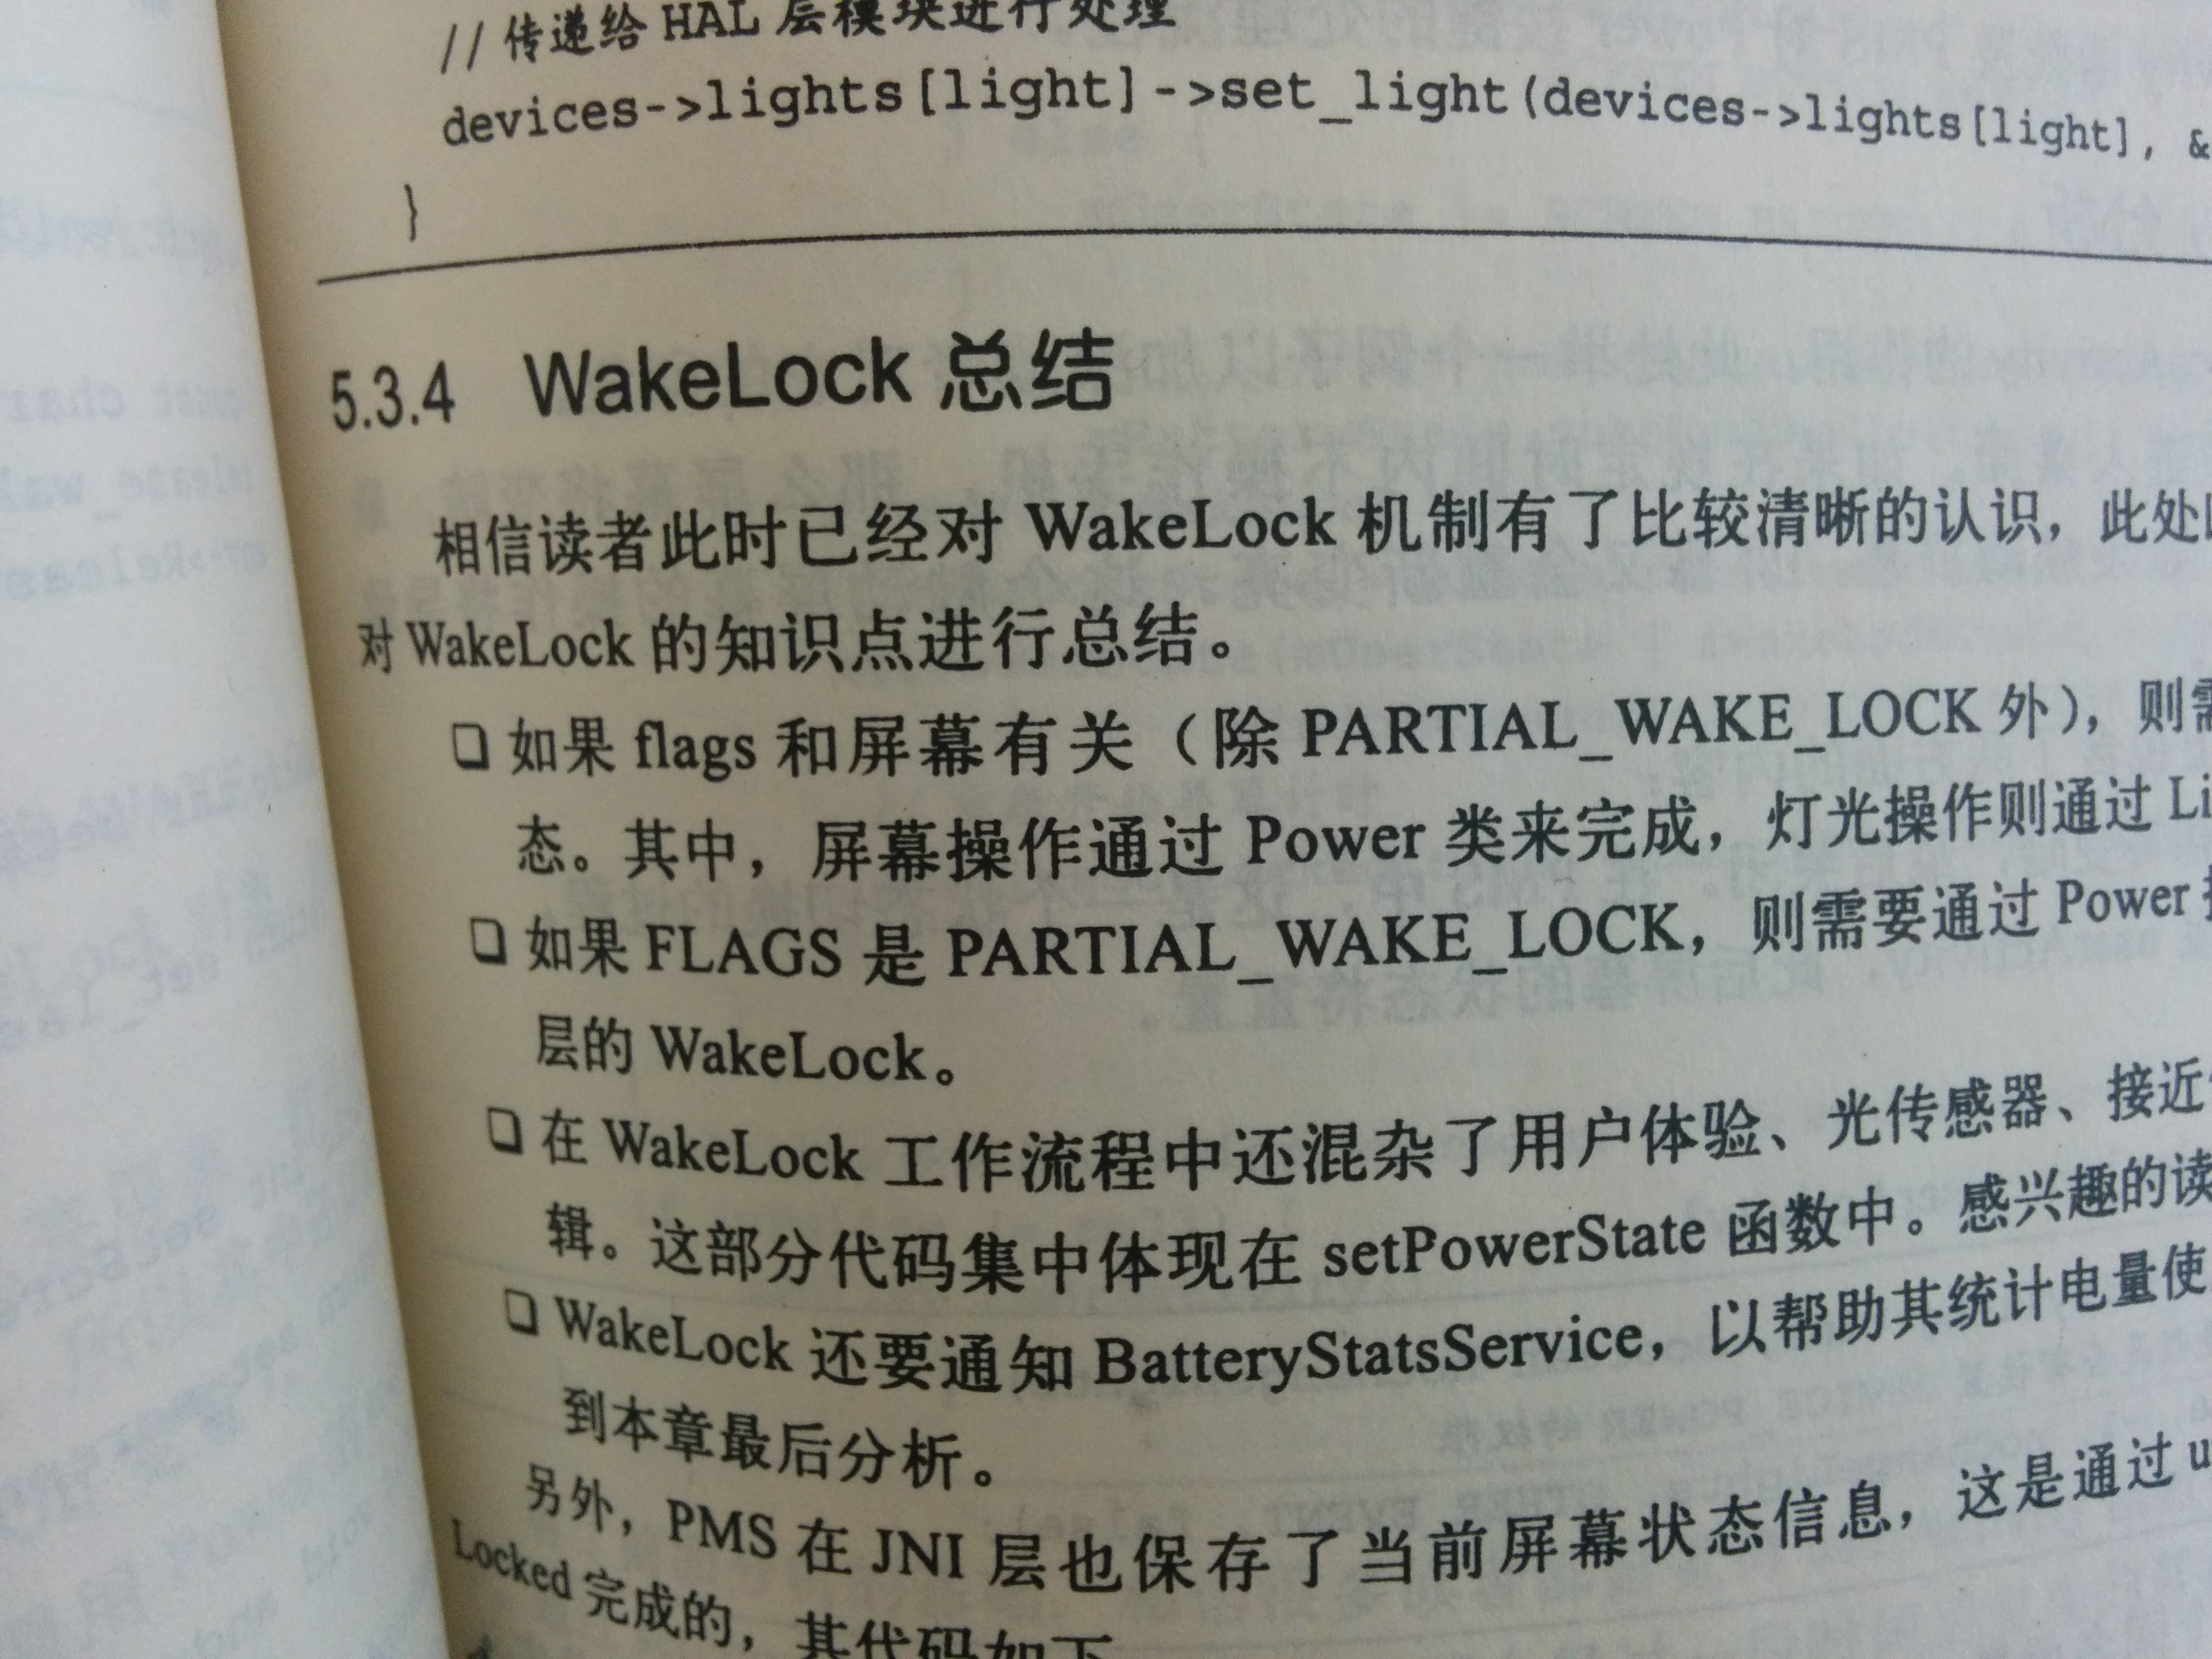 // 传递给 HAL 层模块进行处理
devices->lights[light]->set_light(devices->lights[light], &
}
5.3.4 WakeLock 总结
相信读者此时已经对 WakeLock 机制有了比较清晰的认识，此处
对 WakeLock 的知识点进行总结。
❑ 如果 flags 和屏幕有关（除 PARTIAL_WAKE_LOCK 外），则需
态。其中，屏幕操作通过 Power 类来完成，灯光操作则通过 Li
❑ 如果 FLAGS 是 PARTIAL_WAKE_LOCK，则需要通过 Power
层的 WakeLock。
❑ 在 WakeLock 工作流程中还混杂了用户体验、光传感器、接近
辑。这部分代码集中体现在 setPowerState 函数中。感兴趣的读
❑ WakeLock 还要通知 BatteryStatsService，以帮助其统计电量使
到本章最后分析。
另外，PMS 在 JNI 层也保存了当前屏幕状态信息，这是通过 u
Locked 完成的，其代码如下